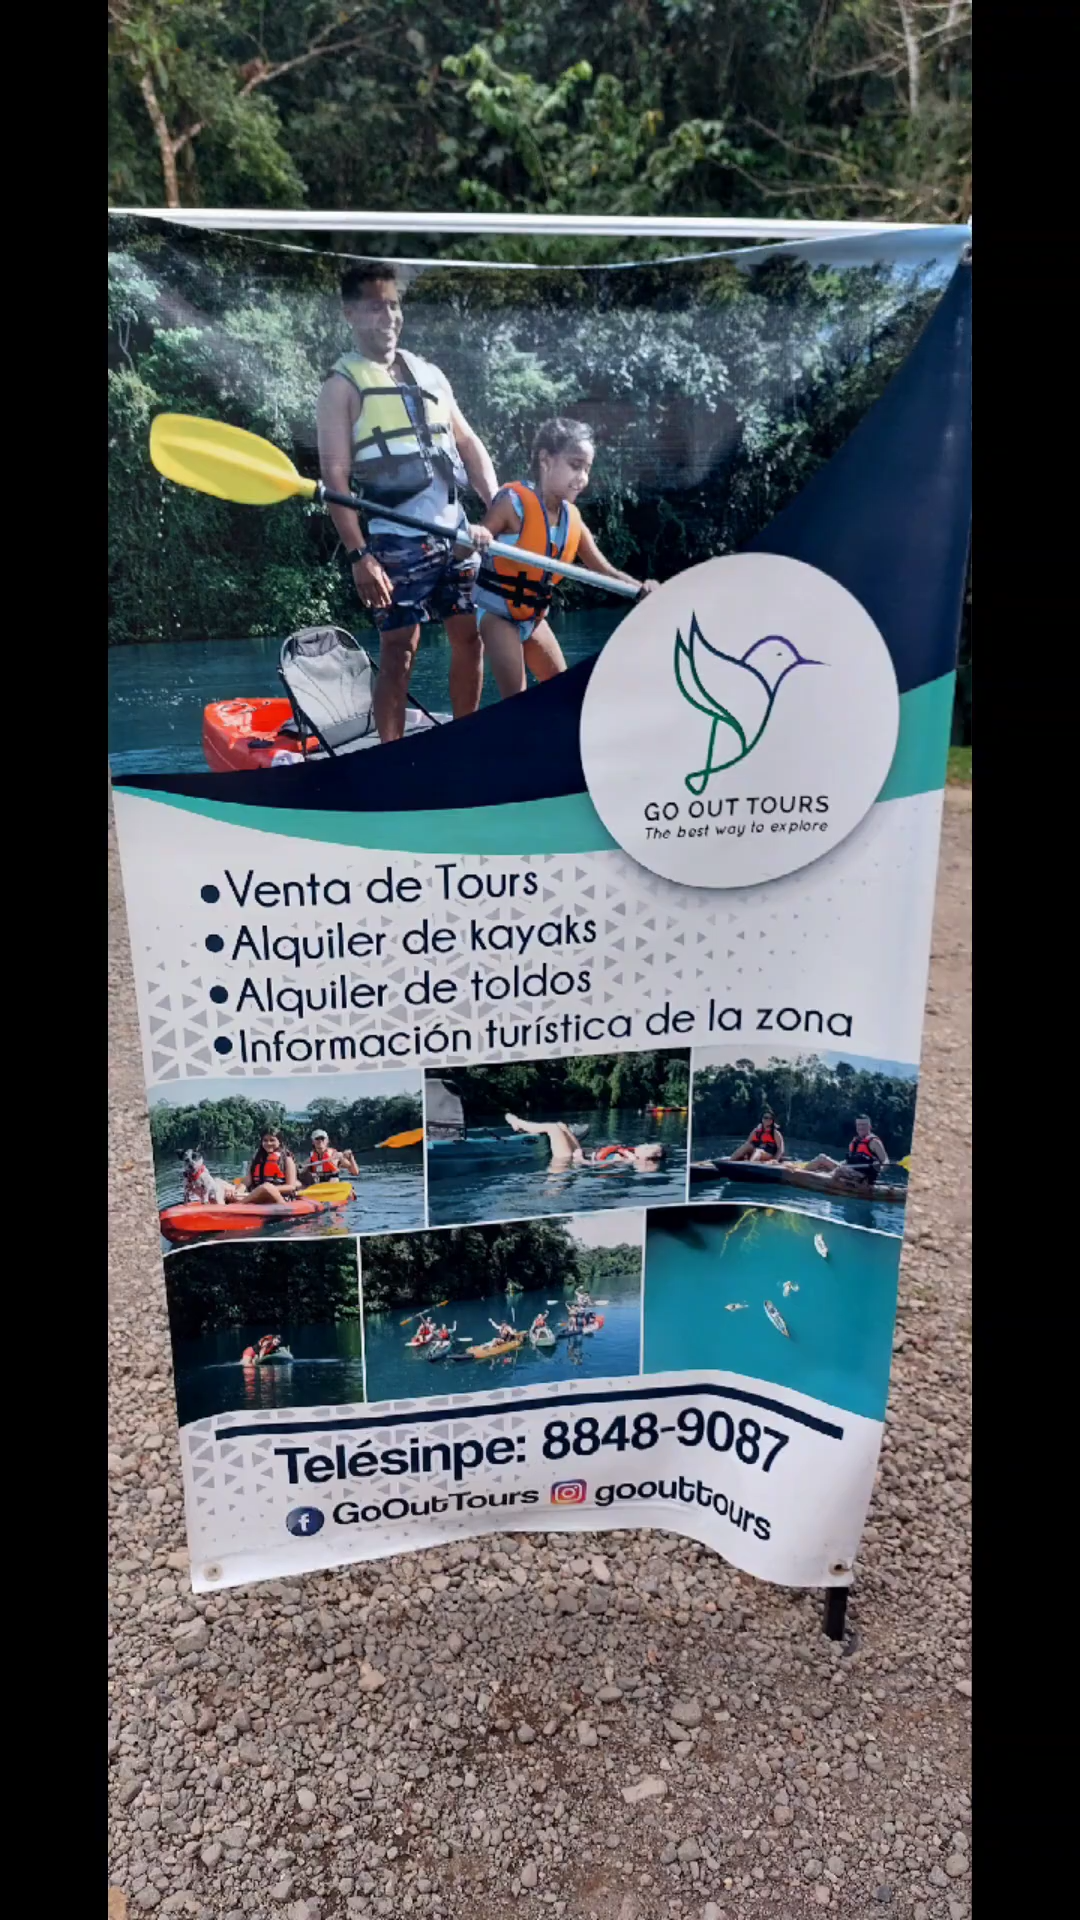 GO OUT TOURS
The best way to explore
•Venta de Tours
•Alquiler de kayaks
•Alquiler de toldos
•Información turística de la zona
Telésinpe: 8848-9087
GoOutTours goouttours